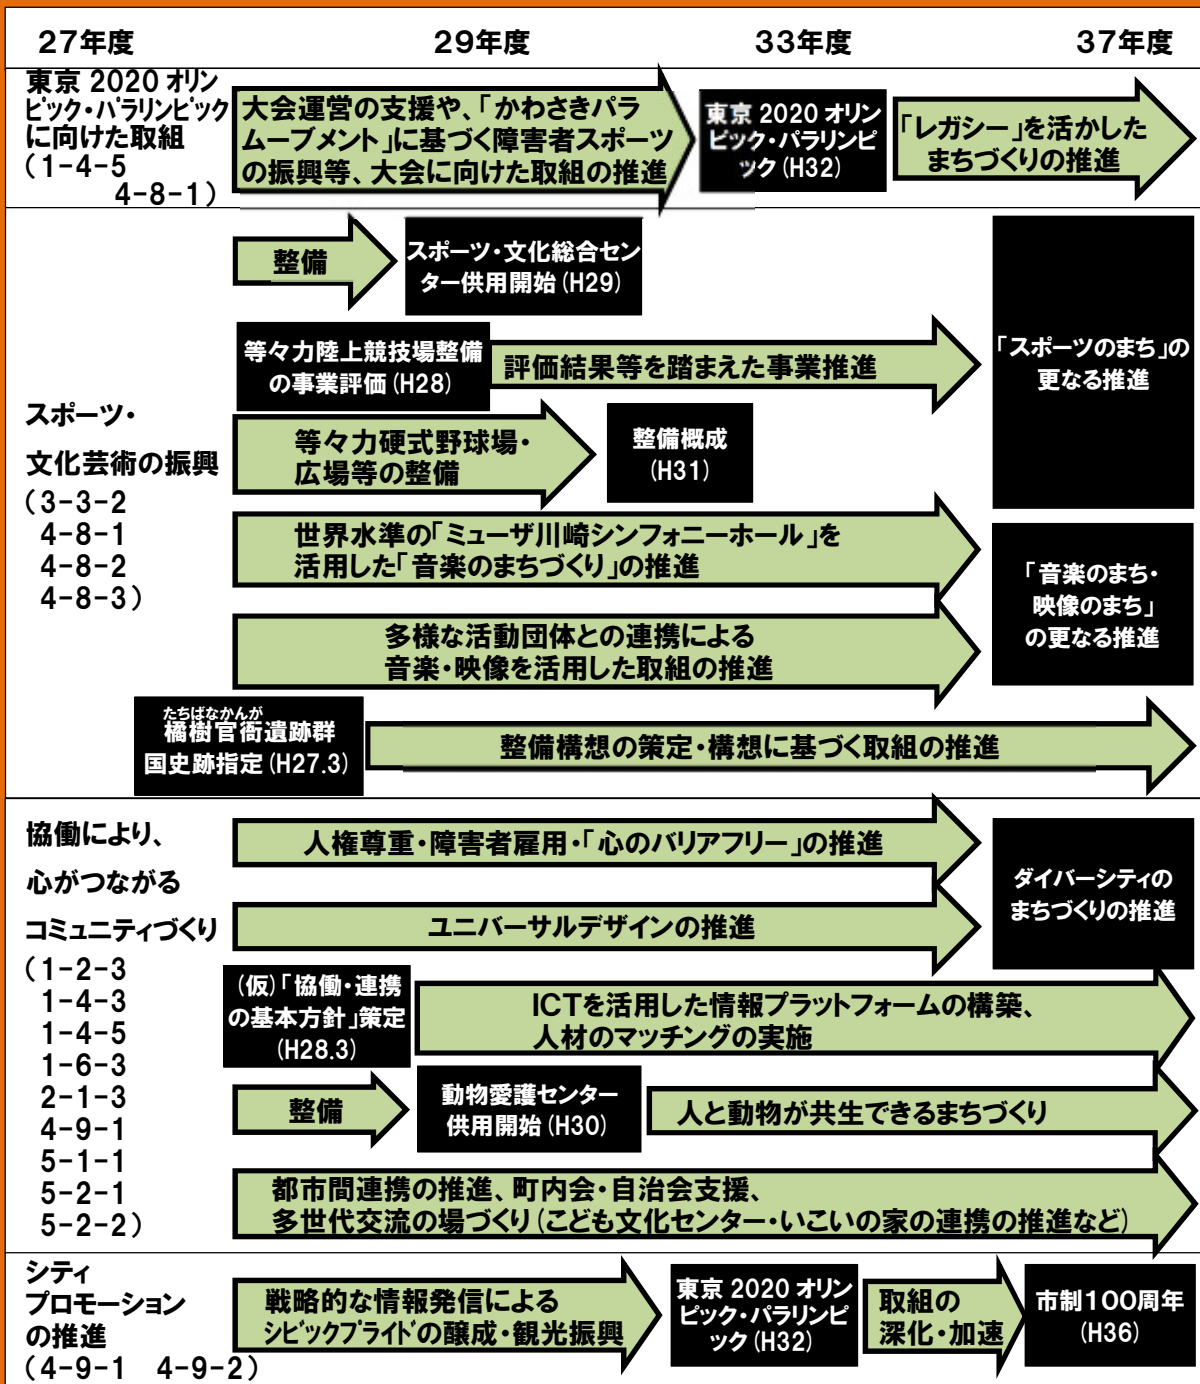 27年度 29年度 33年度 37年度
東京 2020 オリン
ピック・パラリンピック
に向けた取組
(1-4-5
4-8-1)
大会運営の支援や、「かわさきパラ
ムーブメント」に基づく障害者スポーツ
の振興等、大会に向けた取組の推進
東京 2020 オリン
ピック・パラリンピ
ック(H32)
「レガシー」を活かした
まちづくりの推進
スポーツ・
文化芸術の振興
(3-3-2
4-8-1
4-8-2
4-8-3)
整備
スポーツ・文化総合セン
ター供用開始(H29)
等々力陸上競技場整備
の事業評価(H28)
評価結果等を踏まえた事業推進
「スポーツのまち」の
更なる推進
等々力硬式野球場・
広場等の整備
整備概成
(H31)
世界水準の「ミューザ川崎シンフォニーホール」を
活用した「音楽のまちづくり」の推進
多様な活動団体との連携による
音楽・映像を活用した取組の推進
「音楽のまち・
映像のまち」
の更なる推進
たちばなかんが
橘樹官衙遺跡群
国史跡指定(H27.3)
整備構想の策定・構想に基づく取組の推進
協働により、
心がつながる
コミュニティづくり
(1-2-3
1-4-3
1-4-5
1-6-3
2-1-3
4-9-1
5-1-1
5-2-1
5-2-2)
人権尊重・障害者雇用・「心のバリアフリー」の推進
ユニバーサルデザインの推進
ダイバーシティの
まちづくりの推進
(仮)「協働・連携
の基本方針」策定
(H28.3)
ICTを活用した情報プラットフォームの構築、
人材のマッチングの実施
整備
動物愛護センター
供用開始(H30)
人と動物が共生できるまちづくり
都市間連携の推進、町内会・自治会支援、
多世代交流の場づくり(こども文化センター・いこいの家の連携の推進など)
シティ
プロモーション
の推進
(4-9-1 4-9-2)
戦略的な情報発信による
シビックプライドの醸成・観光振興
東京 2020 オリン
ピック・パラリンピ
ック(H32)
取組の
深化・加速
市制100周年
(H36)